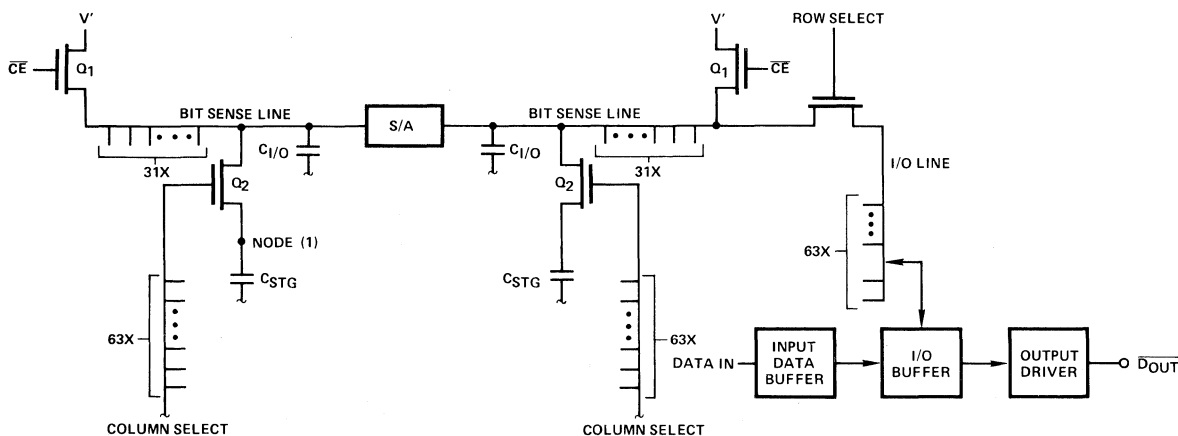 V'
V'
ROW SELECT
CE
Q1
Q1
CE
BIT SENSE LINE
S/A
BIT SENSE LINE
CI/O
CI/O
31X
31X
I/O LINE
Q2
Q2
NODE (1)
63X
CSTG
CSTG
63X
63X
DATA IN
INPUT
DATA
BUFFER
I/O
BUFFER
OUTPUT
DRIVER
DOUT
COLUMN SELECT
COLUMN SELECT